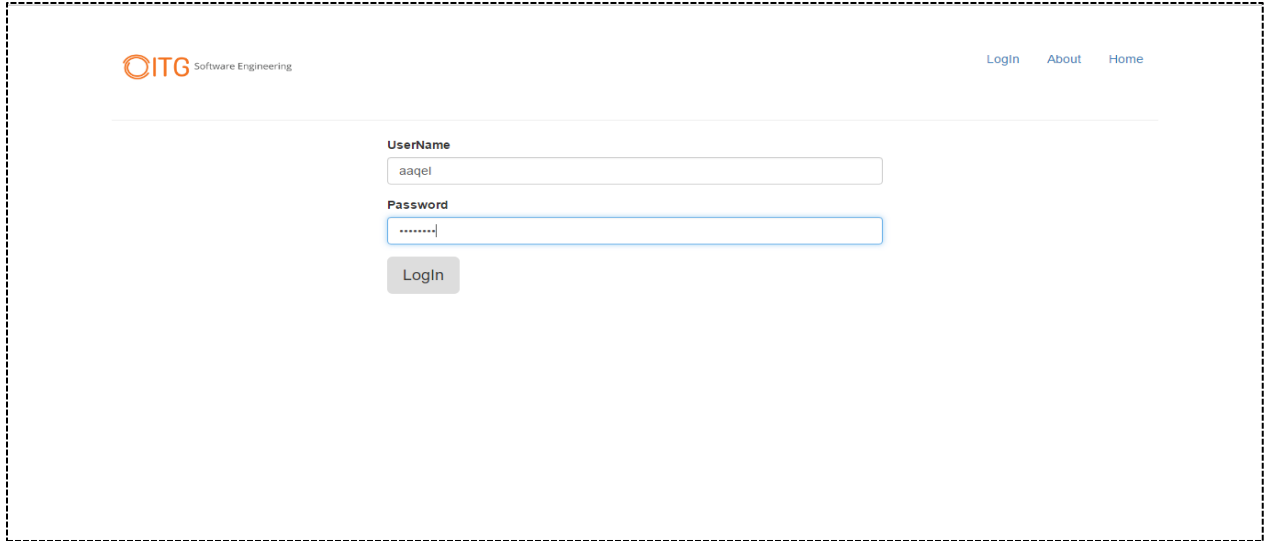 ITG Software Engineering
LogIn About Home
UserName
aaqel
Password
••••••••
LogIn